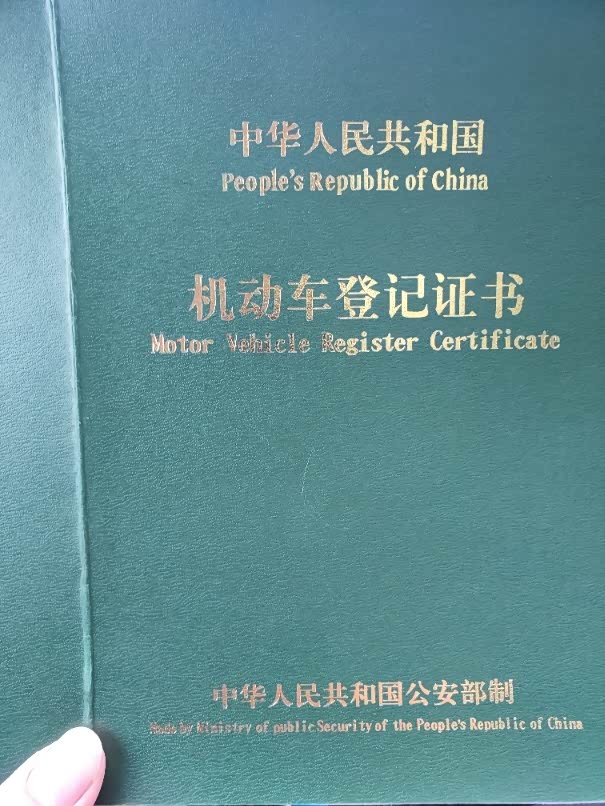 中华人民共和国
People's Republic of China
机动车登记证书
Motor Vehicle Register Certificate
中华人民共和国公安部制
Made by Ministry of public Security of the People's Republic of China